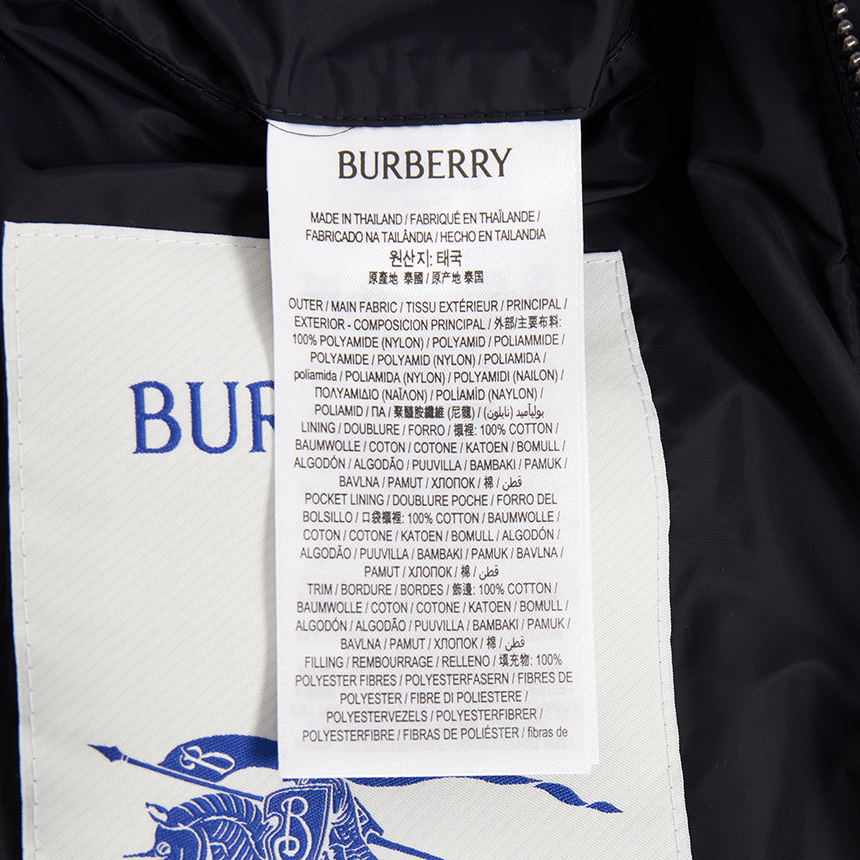 BURBERRY
MADE IN THAILAND / FABRIQUÉ EN THAÏLANDE /
FABRICADO NA TAILÂNDIA / HECHO EN TAILANDIA
원산지: 태국
原產地 泰國 / 原产地 泰国
OUTER / MAIN FABRIC / TISSU EXTÉRIEUR / PRINCIPAL /
EXTERIOR - COMPOSICION PRINCIPAL / 外部/主要布料:
100% POLYAMIDE (NYLON) / POLYAMID / POLIAMMIDE /
POLYAMIDE / POLYAMID (NYLON) / POLIAMIDA /
poliamida / POLIAMIDA (NYLON) / POLYAMIDI (NAILON) /
ΠΟΛΥΑΜΙΔΙΟ (ΝΑΪΛΟΝ) / POLİAMİD (NAYLON) /
POLIAMID / ПА / 聚醯胺纖維 (尼龍) / بوليأميد (نايلون)
LINING / DOUBLURE / FORRO / 襯裡: 100% COTTON /
BAUMWOLLE / COTON / COTONE / KATOEN / BOMULL /
ALGODÓN / ALGODÃO / PUUVILLA / ΒΑΜΒΑΚΙ / PAMUK /
BAVLNA / PAMUT / ХЛОПОК / 棉 / قطن
POCKET LINING / DOUBLURE POCHE / FORRO DEL
BOLSILLO / 口袋襯裡: 100% COTTON / BAUMWOLLE /
COTON / COTONE / KATOEN / BOMULL / ALGODÓN /
ALGODÃO / PUUVILLA / ΒΑΜΒΑΚΙ / PAMUK / BAVLNA /
PAMUT / ХЛОПОК / 棉 / قطن
TRIM / BORDURE / BORDES / 飾邊: 100% COTTON /
BAUMWOLLE / COTON / COTONE / KATOEN / BOMULL /
ALGODÓN / ALGODÃO / PUUVILLA / ΒΑΜΒΑΚΙ / PAMUK /
BAVLNA / PAMUT / ХЛОПОК / 棉 / قطن
FILLING / REMBOURRAGE / RELLENO / 填充物: 100%
POLYESTER FIBRES / POLYESTERFASERN / FIBRES DE
POLYESTER / FIBRE DI POLIESTERE /
POLYESTERVEZELS / POLYESTERFIBRER /
POLYESTERFIBRE / FIBRAS DE POLIÉSTER / fibras de
BUR
B
B